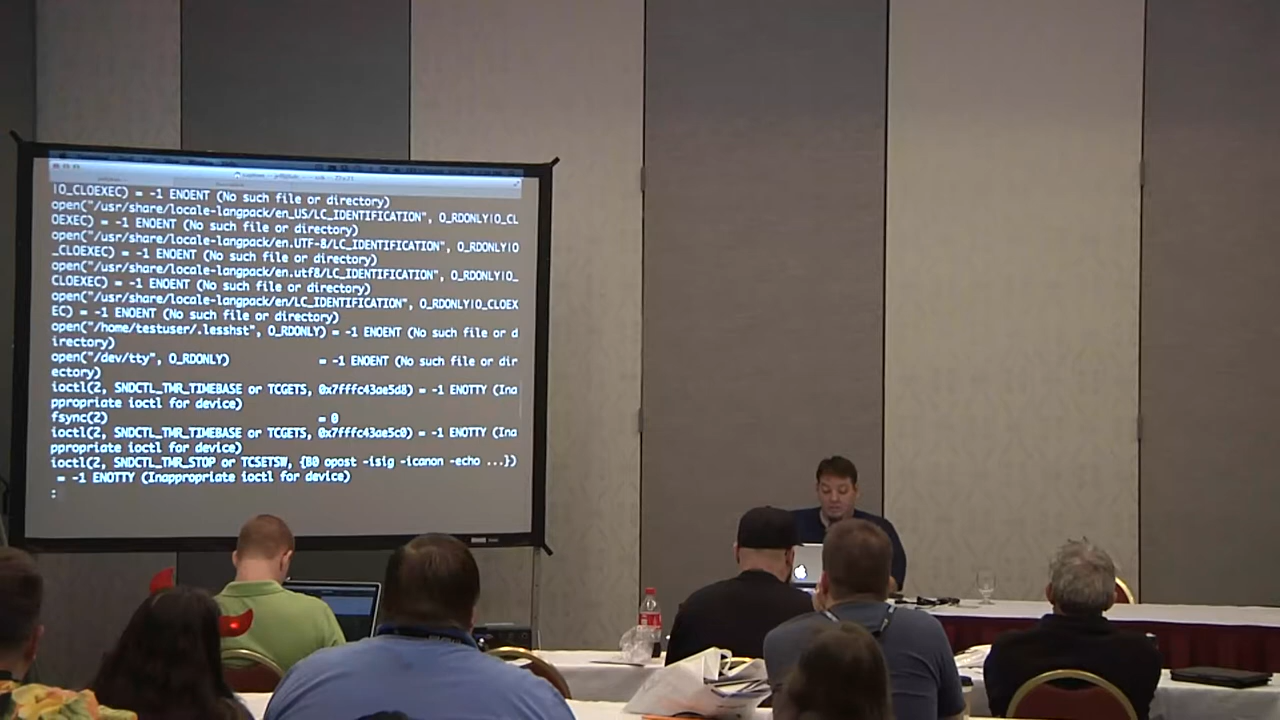 |O_CLOEXEC) = -1 ENOENT (No such file or directory)
open("/usr/share/locale-langpack/en_US/LC_IDENTIFICATION", O_RDONLY|O_CL
OEXEC) = -1 ENOENT (No such file or directory)
open("/usr/share/locale-langpack/en.UTF-8/LC_IDENTIFICATION", O_RDONLY|O
_CLOEXEC) = -1 ENOENT (No such file or directory)
open("/usr/share/locale-langpack/en.utf8/LC_IDENTIFICATION", O_RDONLY|O_
CLOEXEC) = -1 ENOENT (No such file or directory)
open("/usr/share/locale-langpack/en/LC_IDENTIFICATION", O_RDONLY|O_CLOEX
EC) = -1 ENOENT (No such file or directory)
open("/home/testuser/.lesshst", O_RDONLY) = -1 ENOENT (No such file or d
irectory)
open("/dev/tty", O_RDONLY) = -1 ENOENT (No such file or dir
ectory)
ioctl(2, SNDCTL_TMR_TIMEBASE or TCGETS, 0x7fffc43ae5d8) = -1 ENOTTY (Ina
ppropriate ioctl for device)
fsync(2) = 0
ioctl(2, SNDCTL_TMR_TIMEBASE or TCGETS, 0x7fffc43ae5c0) = -1 ENOTTY (Ina
ppropriate ioctl for device)
ioctl(2, SNDCTL_TMR_STOP or TCSETSW, {B0 opost -isig -icanon -echo ...})
= -1 ENOTTY (Inappropriate ioctl for device)
: